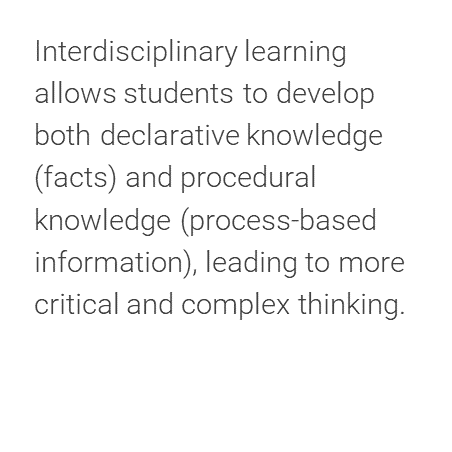 Interdisciplinary learning
allows students to develop
both declarative knowledge
(facts) and procedural
knowledge (process-based
information), leading to more
critical and complex thinking.